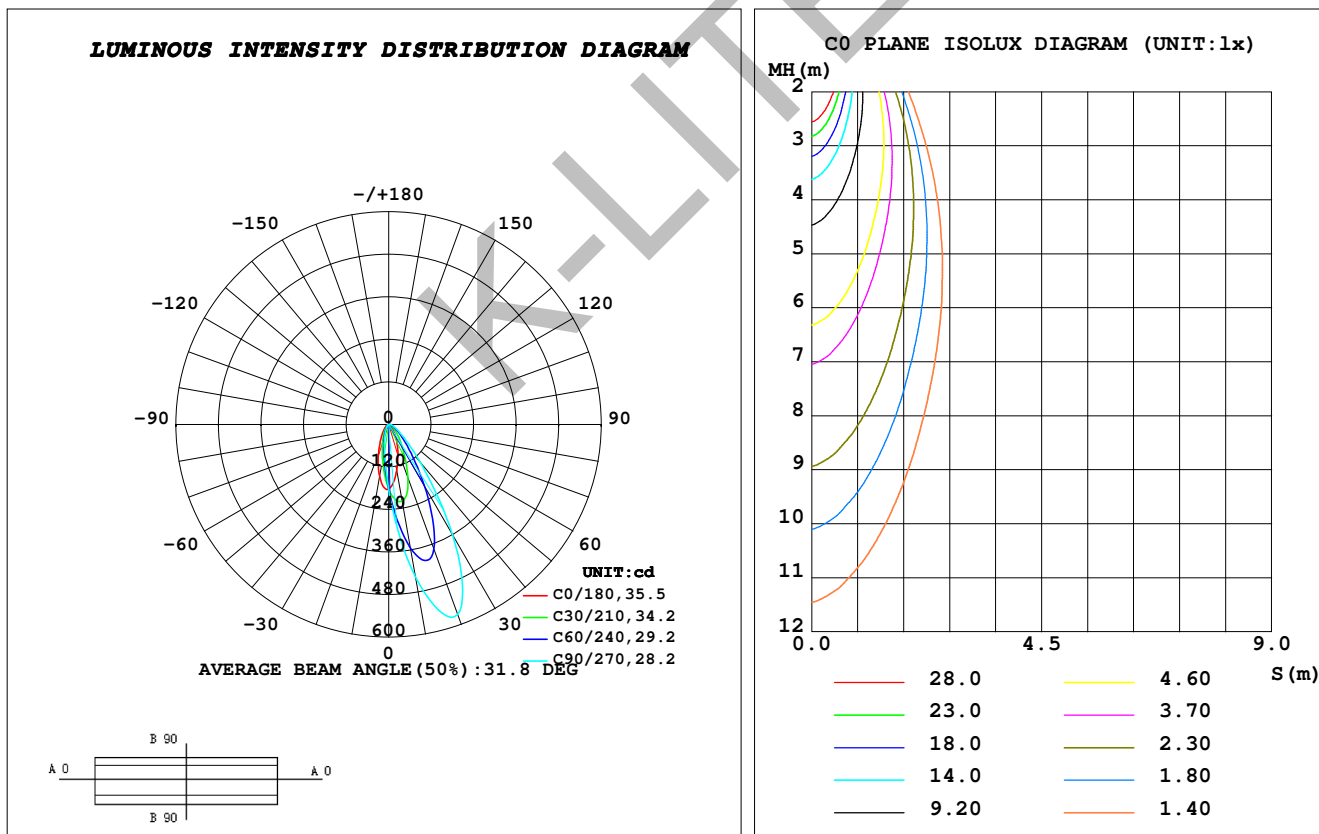 LUMINOUS INTENSITY DISTRIBUTION DIAGRAM
-/+180
-150
150
-120
120
-90
90
-60
60
-30
30
0
0
120
240
360
480
600
UNIT:cd
C0/180,35.5
C30/210,34.2
C60/240,29.2
C90/270,28.2
AVERAGE BEAM ANGLE(50%):31.8 DEG
B 90
A 0
A 0
B 90
C0 PLANE ISOLUX DIAGRAM (UNIT:lx)
MH(m)
2
3
4
5
6
7
8
9
10
11
12
0.0
4.5
9.0
S(m)
28.0
4.60
23.0
3.70
18.0
2.30
14.0
1.80
9.20
1.40
K-LITE